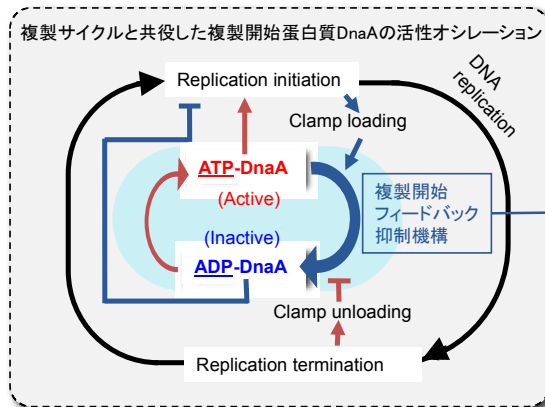 複製サイクルと共役した複製開始蛋白質DnaAの活性オシレーション
Replication initiation
DNA
replication
Clamp loading
ATP-DnaA
(Active)
複製開始
フィードバック
抑制機構
(Inactive)
ADP-DnaA
Clamp unloading
Replication termination